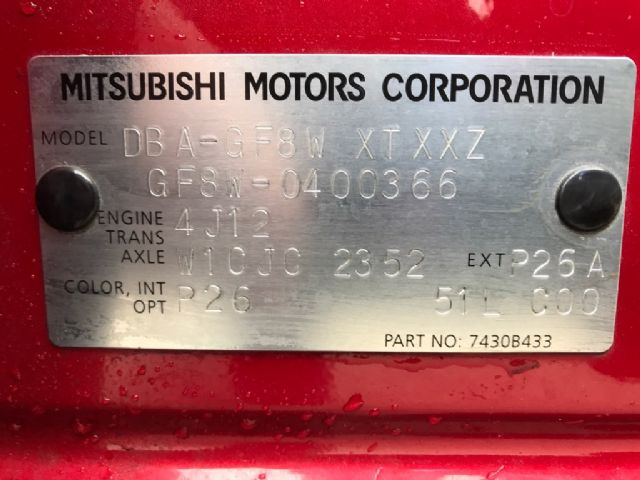 MITSUBISHI MOTORS CORPORATION
MODEL DBA-GF8W XTXXZ
GF8W-0400366
ENGINE 4J12
TRANS
AXLE W1CJC 2352 EXT P26A
COLOR, INT
OPT P26 51L C00
PART NO: 7430B433